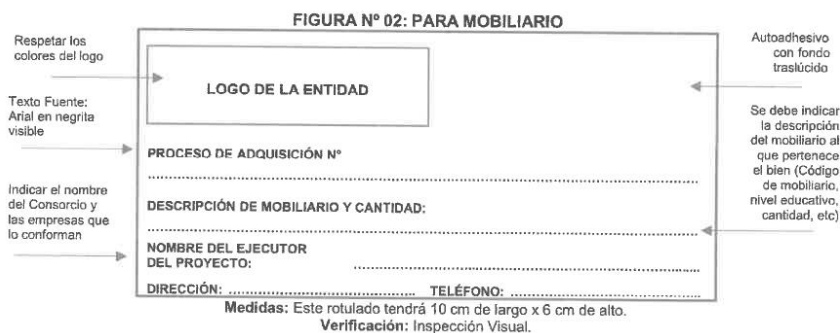 FIGURA Nº 02: PARA MOBILIARIO
Respetar los
colores del logo
Texto Fuente:
Arial en negrita
visible
Indicar el nombre
del Consorcio y
las empresas que
lo conforman
LOGO DE LA ENTIDAD
PROCESO DE ADQUISICIÓN Nº
DESCRIPCIÓN DE MOBILIARIO Y CANTIDAD:
NOMBRE DEL EJECUTOR
DEL PROYECTO:
DIRECCIÓN: .................... TELÉFONO: ....................
Autoadhesivo
con fondo
traslúcido
Se debe indicar
la descripción
del mobiliario al
que pertenece
el bien (Código
de mobiliario,
nivel educativo,
cantidad, etc)
Medidas: Este rotulado tendrá 10 cm de largo x 6 cm de alto.
Verificación: Inspección Visual.